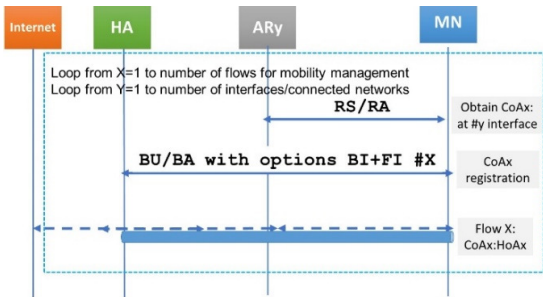 Internet
HA
ARy
MN
Loop from X=1 to number of flows for mobility management
Loop from Y=1 to number of interfaces/connected networks
RS/RA
Obtain CoAx:
at #y interface
BU/BA with options BI+FI #X
CoAx
registration
Flow X:
CoAx:HoAx